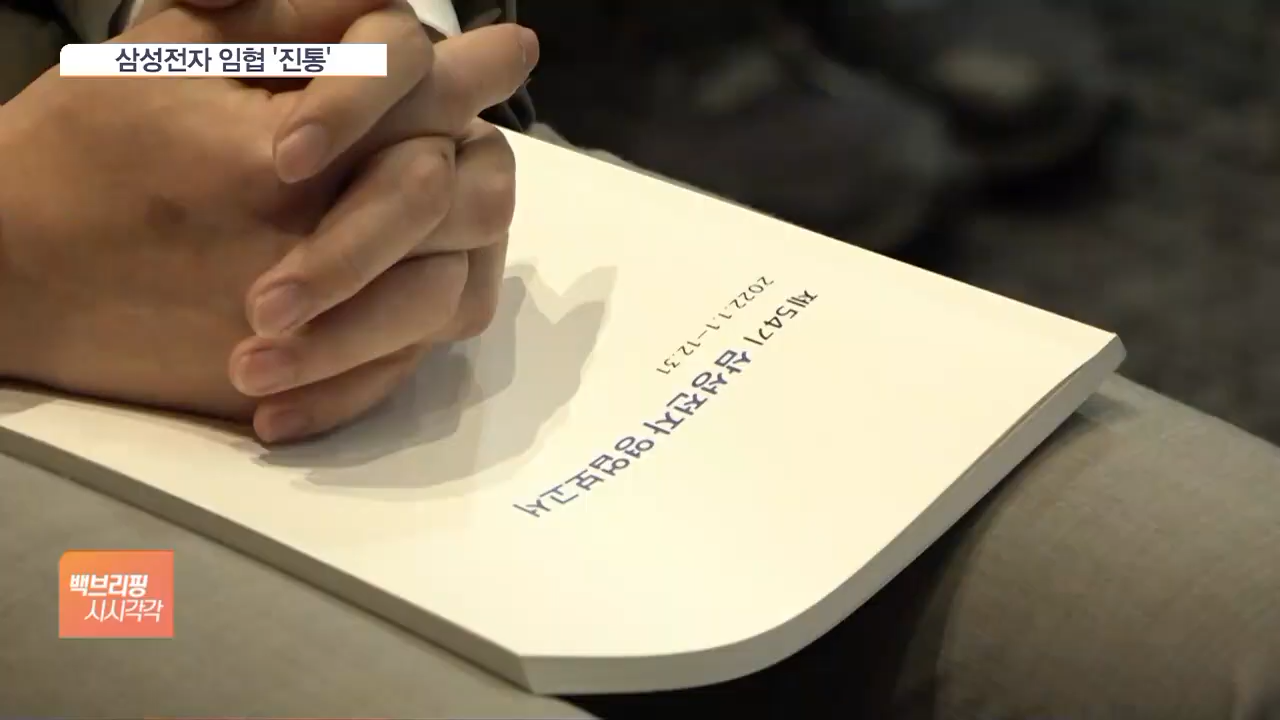 삼성전자 임협 '진통'
제54기 삼성전자 영업보고서
2022.1.1–12.31
백브리핑
시시각각